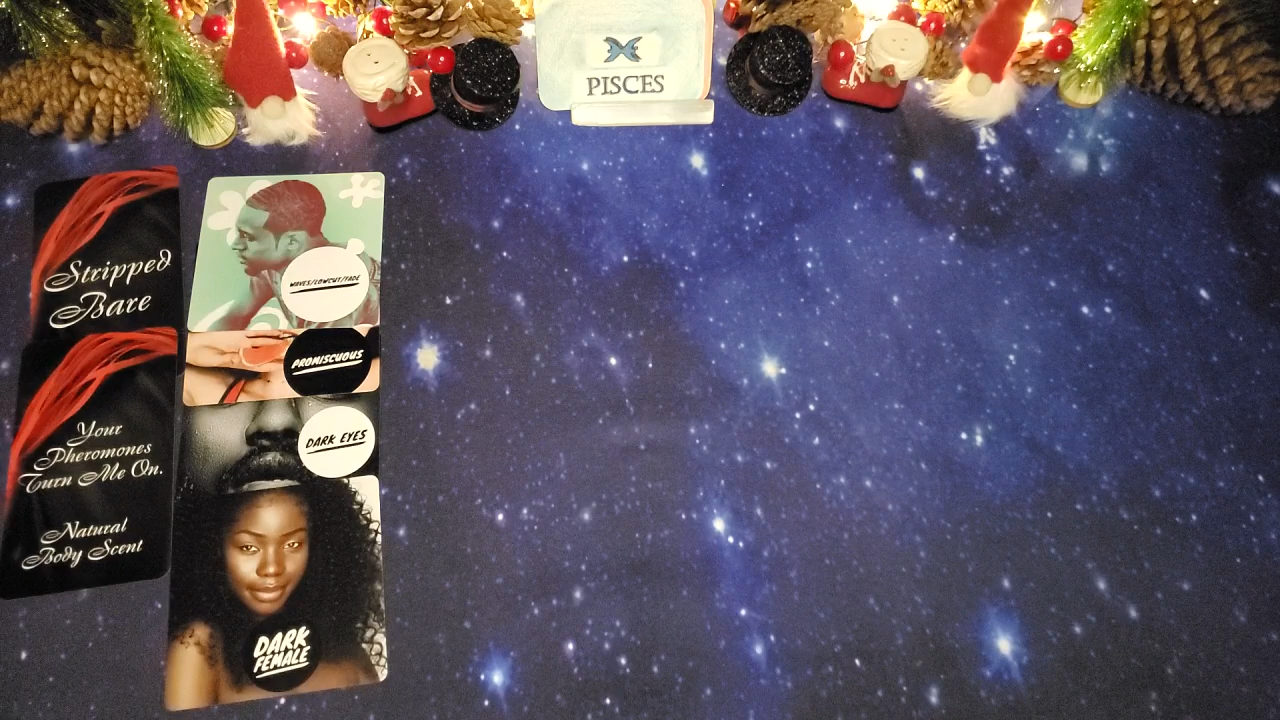 PISCES
Stripped
Bare
Your
Pheromones
Turn Me On.
Natural
Body Scent
WAVES/LOWCUT/FADE
PROMISCUOUS
DARK EYES
DARK
FEMALE